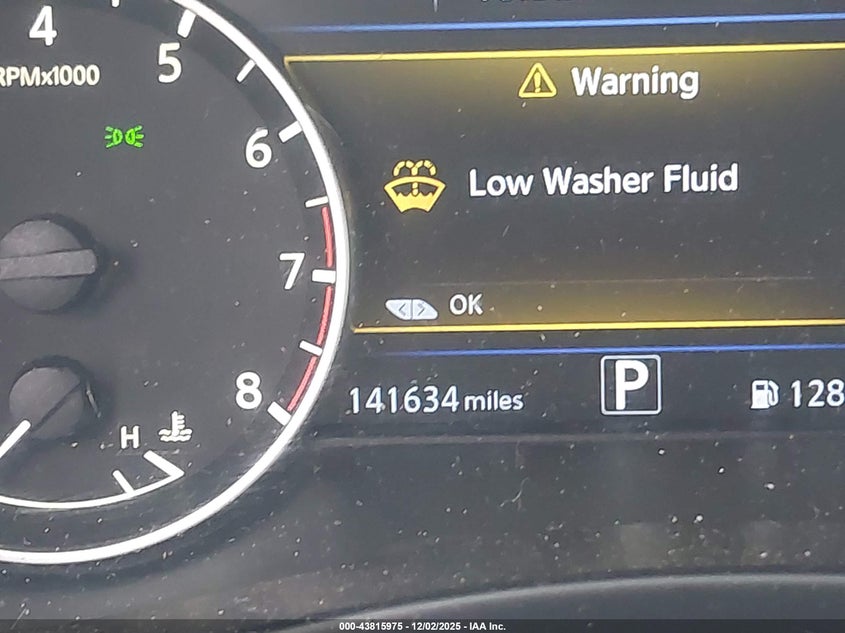 4
5
RPMx1000
Warning
6
Low Washer Fluid
7
< > OK
8
141634 miles
P
128
H
000-43815975 - 12/02/2025 - IAA Inc.